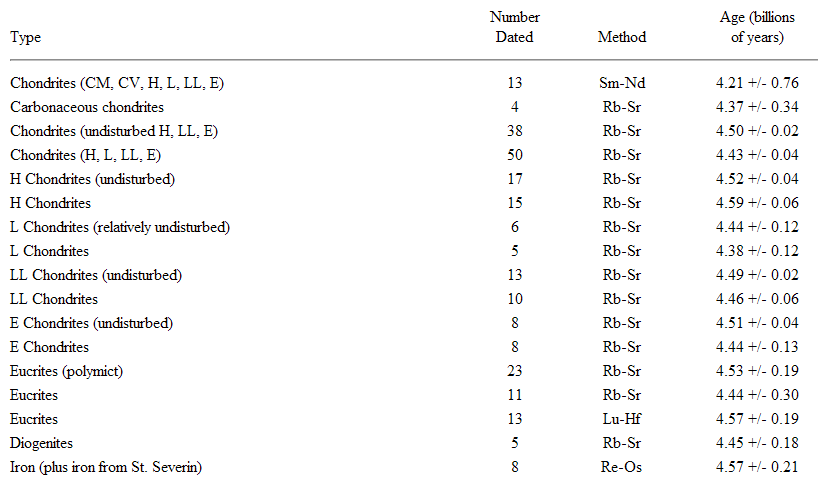 Number Age (billions
Type Dated Method of years)
Chondrites (CM, CV, H, L, LL, E) 13 Sm-Nd 4.21 +/- 0.76
Carbonaceous chondrites 4 Rb-Sr 4.37 +/- 0.34
Chondrites (undisturbed H, LL, E) 38 Rb-Sr 4.50 +/- 0.02
Chondrites (H, L, LL, E) 50 Rb-Sr 4.43 +/- 0.04
H Chondrites (undisturbed) 17 Rb-Sr 4.52 +/- 0.04
H Chondrites 15 Rb-Sr 4.59 +/- 0.06
L Chondrites (relatively undisturbed) 6 Rb-Sr 4.44 +/- 0.12
L Chondrites 5 Rb-Sr 4.38 +/- 0.12
LL Chondrites (undisturbed) 13 Rb-Sr 4.49 +/- 0.02
LL Chondrites 10 Rb-Sr 4.46 +/- 0.06
E Chondrites (undisturbed) 8 Rb-Sr 4.51 +/- 0.04
E Chondrites 8 Rb-Sr 4.44 +/- 0.13
Eucrites (polymict) 23 Rb-Sr 4.53 +/- 0.19
Eucrites 11 Rb-Sr 4.44 +/- 0.30
Eucrites 13 Lu-Hf 4.57 +/- 0.19
Diogenites 5 Rb-Sr 4.45 +/- 0.18
Iron (plus iron from St. Severin) 8 Re-Os 4.57 +/- 0.21